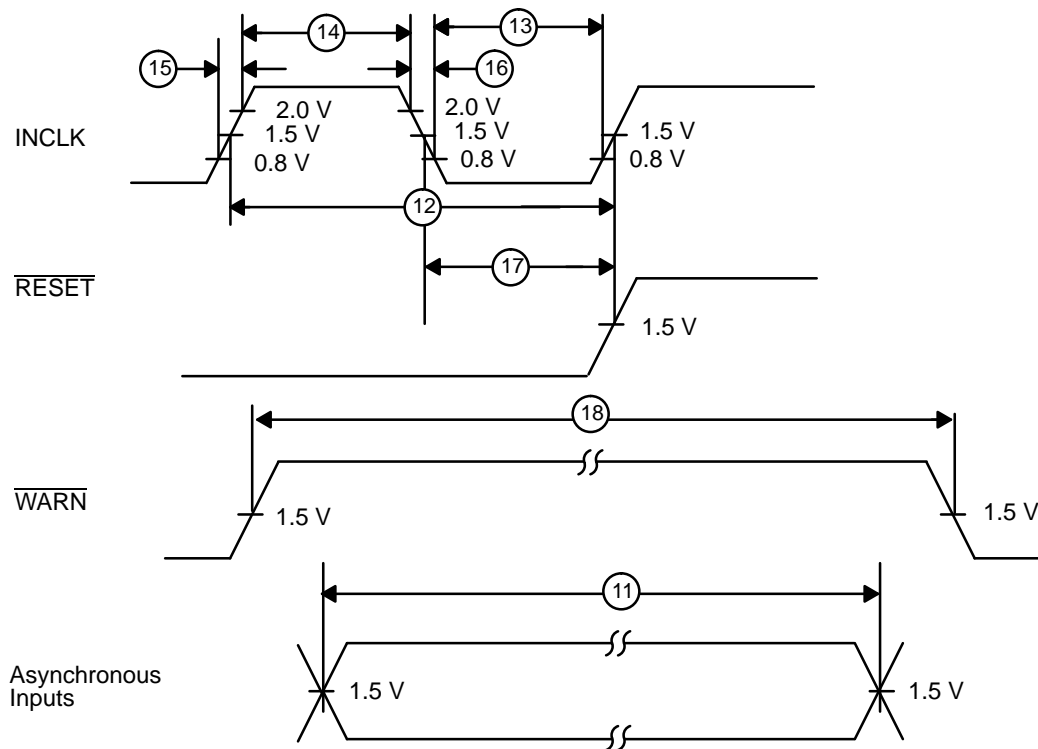 14
13
15
16
2.0 V
2.0 V
INCLK
1.5 V
1.5 V
1.5 V
0.8 V
0.8 V
0.8 V
12
17
RESET
1.5 V
18
WARN
1.5 V
1.5 V
11
Asynchronous
Inputs
1.5 V
1.5 V